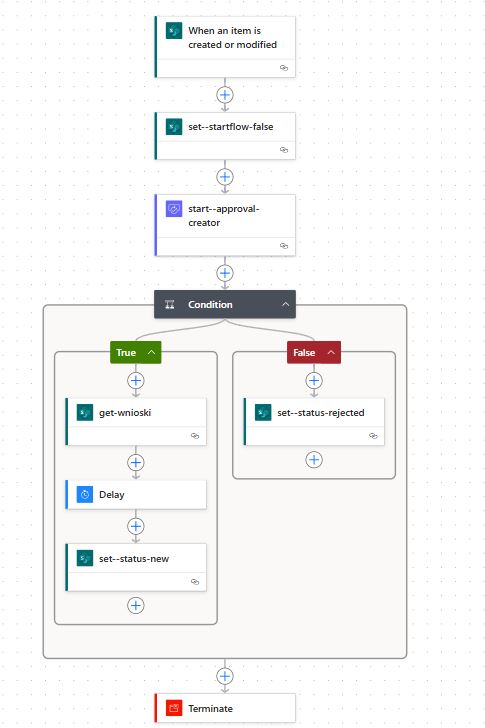 When an item is
created or modified
set--startflow-false
start--approval-
creator
Condition
True
False
get-wnioski
set--status-rejected
Delay
set--status-new
Terminate